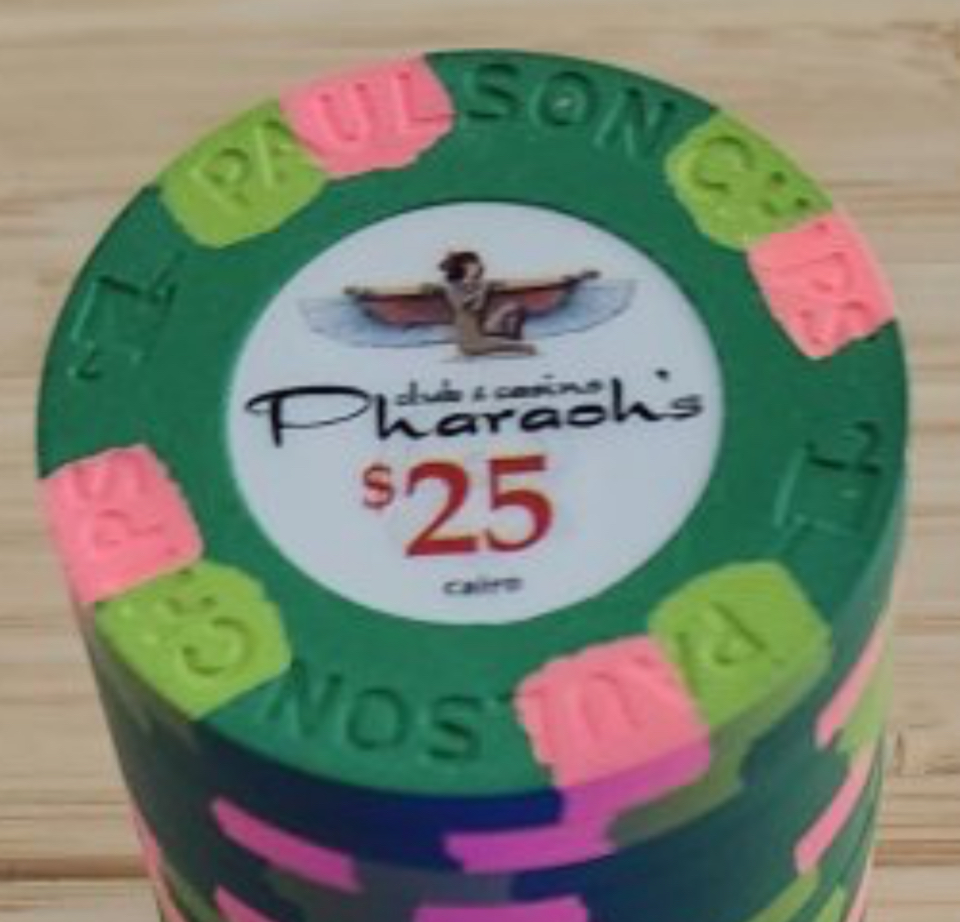 PAULSON
club & casino
Pharaoh's
$25
cairo
PAULSON